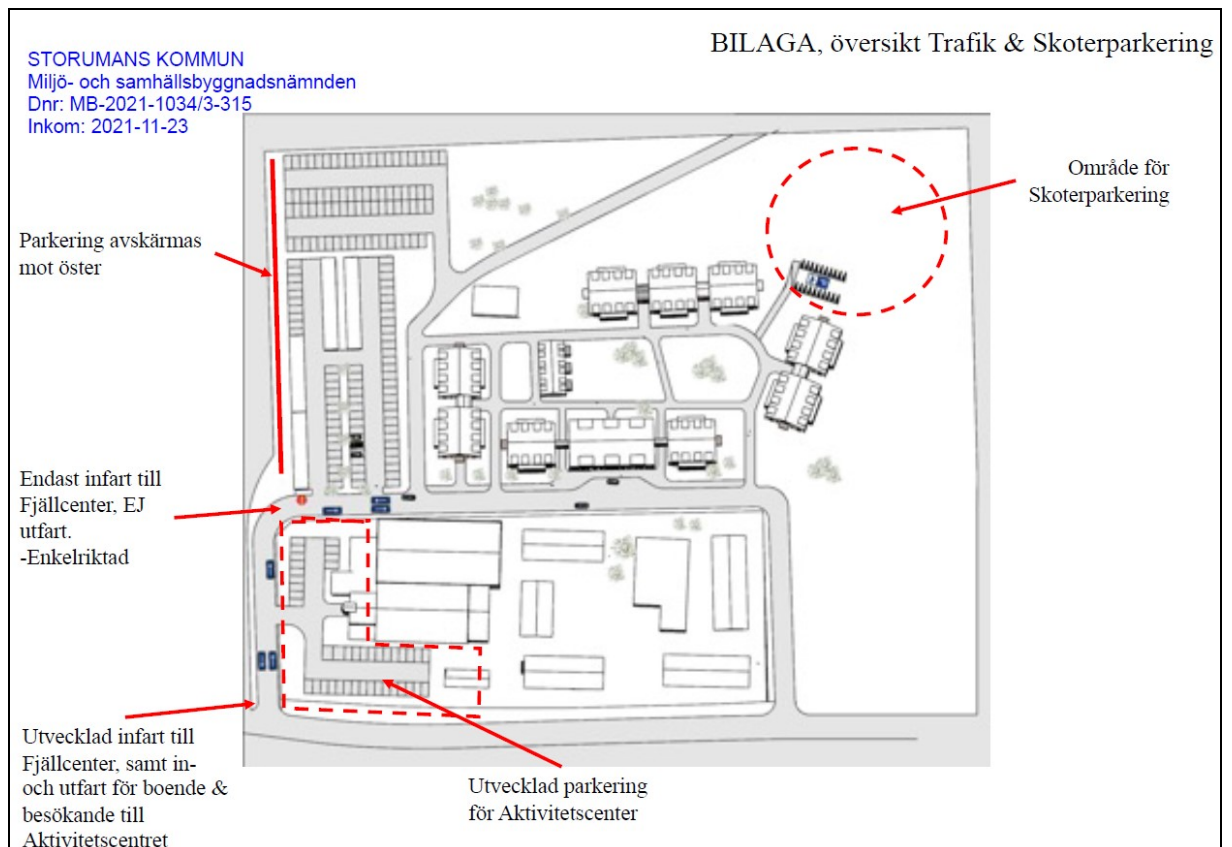 STORUMANS KOMMUN
Miljö- och samhällsbyggnadsnämnden
Dnr: MB-2021-1034/3-315
Inkom: 2021-11-23
BILAGA, översikt Trafik & Skoterparkering
Område för
Skoterparkering
Parkering avskärmas
mot öster
Endast infart till
Fjällcenter, EJ
utfart.
-Enkelriktad
Utvecklad infart till
Fjällcenter, samt in-
och utfart för boende &
besökande till
Aktivitetscentret
Utvecklad parkering
för Aktivitetscenter